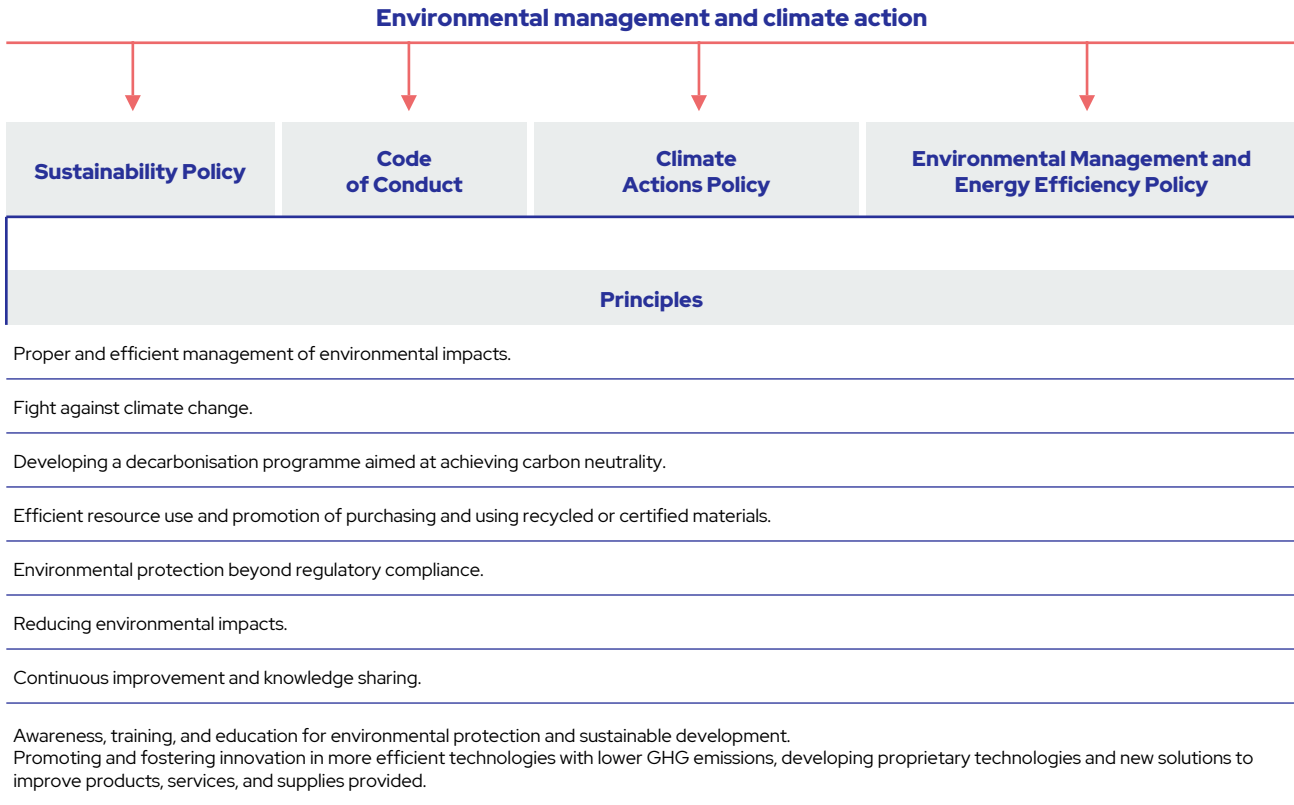 Environmental management and climate action
Sustainability Policy
Code
of Conduct
Climate
Actions Policy
Environmental Management and
Energy Efficiency Policy
Principles
Proper and efficient management of environmental impacts.
Fight against climate change.
Developing a decarbonisation programme aimed at achieving carbon neutrality.
Efficient resource use and promotion of purchasing and using recycled or certified materials.
Environmental protection beyond regulatory compliance.
Reducing environmental impacts.
Continuous improvement and knowledge sharing.
Awareness, training, and education for environmental protection and sustainable development.
Promoting and fostering innovation in more efficient technologies with lower GHG emissions, developing proprietary technologies and new solutions to
improve products, services, and supplies provided.